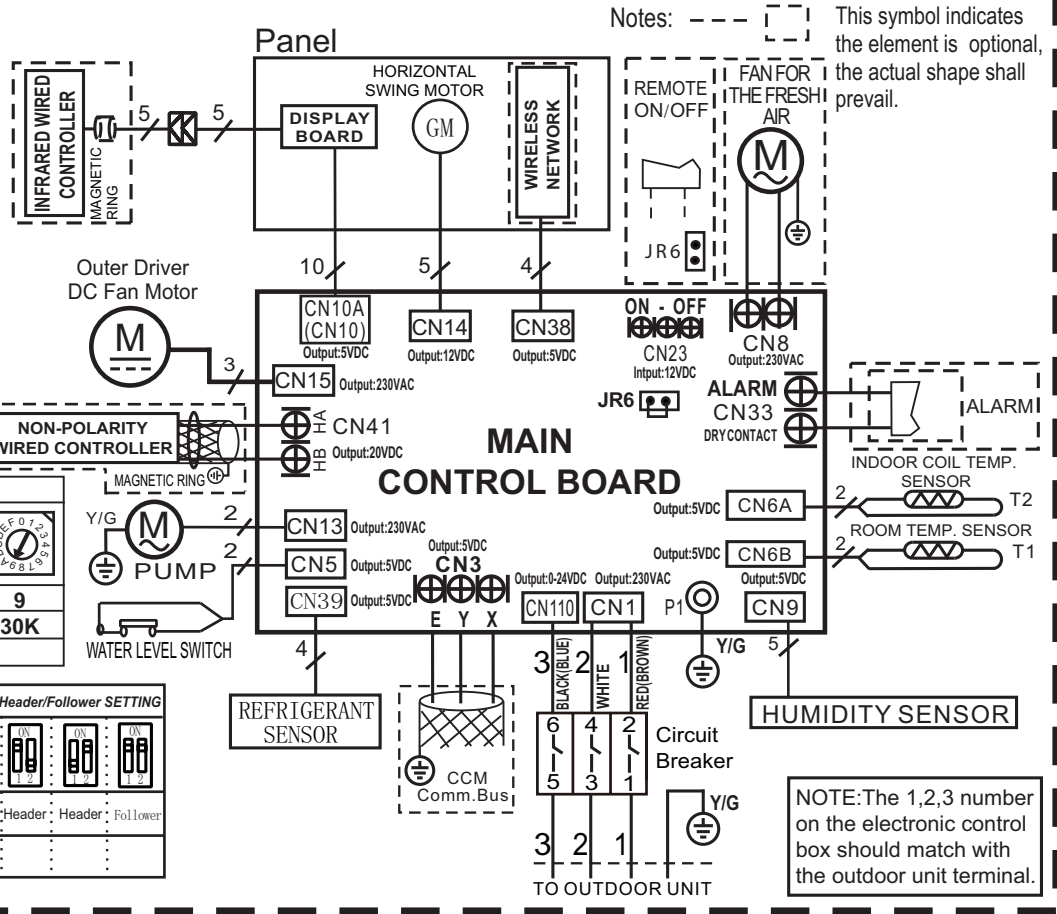 Notes:
This symbol indicates
the element is optional,
the actual shape shall
prevail.
Panel
INFRARED WIRED
CONTROLLER
MAGNETIC
RING
5
5
DISPLAY
BOARD
HORIZONTAL
SWING MOTOR
GM
WIRELESS
NETWORK
REMOTE
ON/OFF
JR6
FAN FOR
THE FRESH
AIR
M
10
5
4
Outer Driver
DC Fan Motor
M
3
CN10A
(CN10)
Output:5VDC
CN14
Output:12VDC
CN38
Output:5VDC
ON - OFF
CN23
Intput:12VDC
CN8
Output:230VAC
CN15
Output:230VAC
JR6
ALARM
CN33
DRY CONTACT
ALARM
NON-POLARITY
WIRED CONTROLLER
MAGNETIC RING
HA
HB
CN41
Output:20VDC
MAIN
CONTROL BOARD
INDOOR COIL TEMP.
SENSOR
Output:5VDC
CN6A
2
T2
ROOM TEMP. SENSOR
Output:5VDC
CN6B
2
T1
Y/G
M
PUMP
2
CN13
Output:230VAC
2
CN5
Output:5VDC
CN39
Output:5VDC
WATER LEVEL SWITCH
F 0 1 2 3 4 5 6 7 8 9 A B C D E
9
30K
Output:5VDC
CN3
E Y X
Output:0-24VDC
CN110
Output:230VAC
CN1
P1
Y/G
Output:5VDC
CN9
5
HUMIDITY SENSOR
4
REFRIGERANT
SENSOR
CCM
Comm.Bus
3 2 1
BLACK(BLUE)
WHITE
RED(BROWN)
6 4 2
5 3 1
Circuit
Breaker
Y/G
3 2 1
TO OUTDOOR UNIT
Header/Follower SETTING
ON ON ON
1 2 1 2 1 2
Header Header Follower
NOTE:The 1,2,3 number
on the electronic control
box should match with
the outdoor unit terminal.